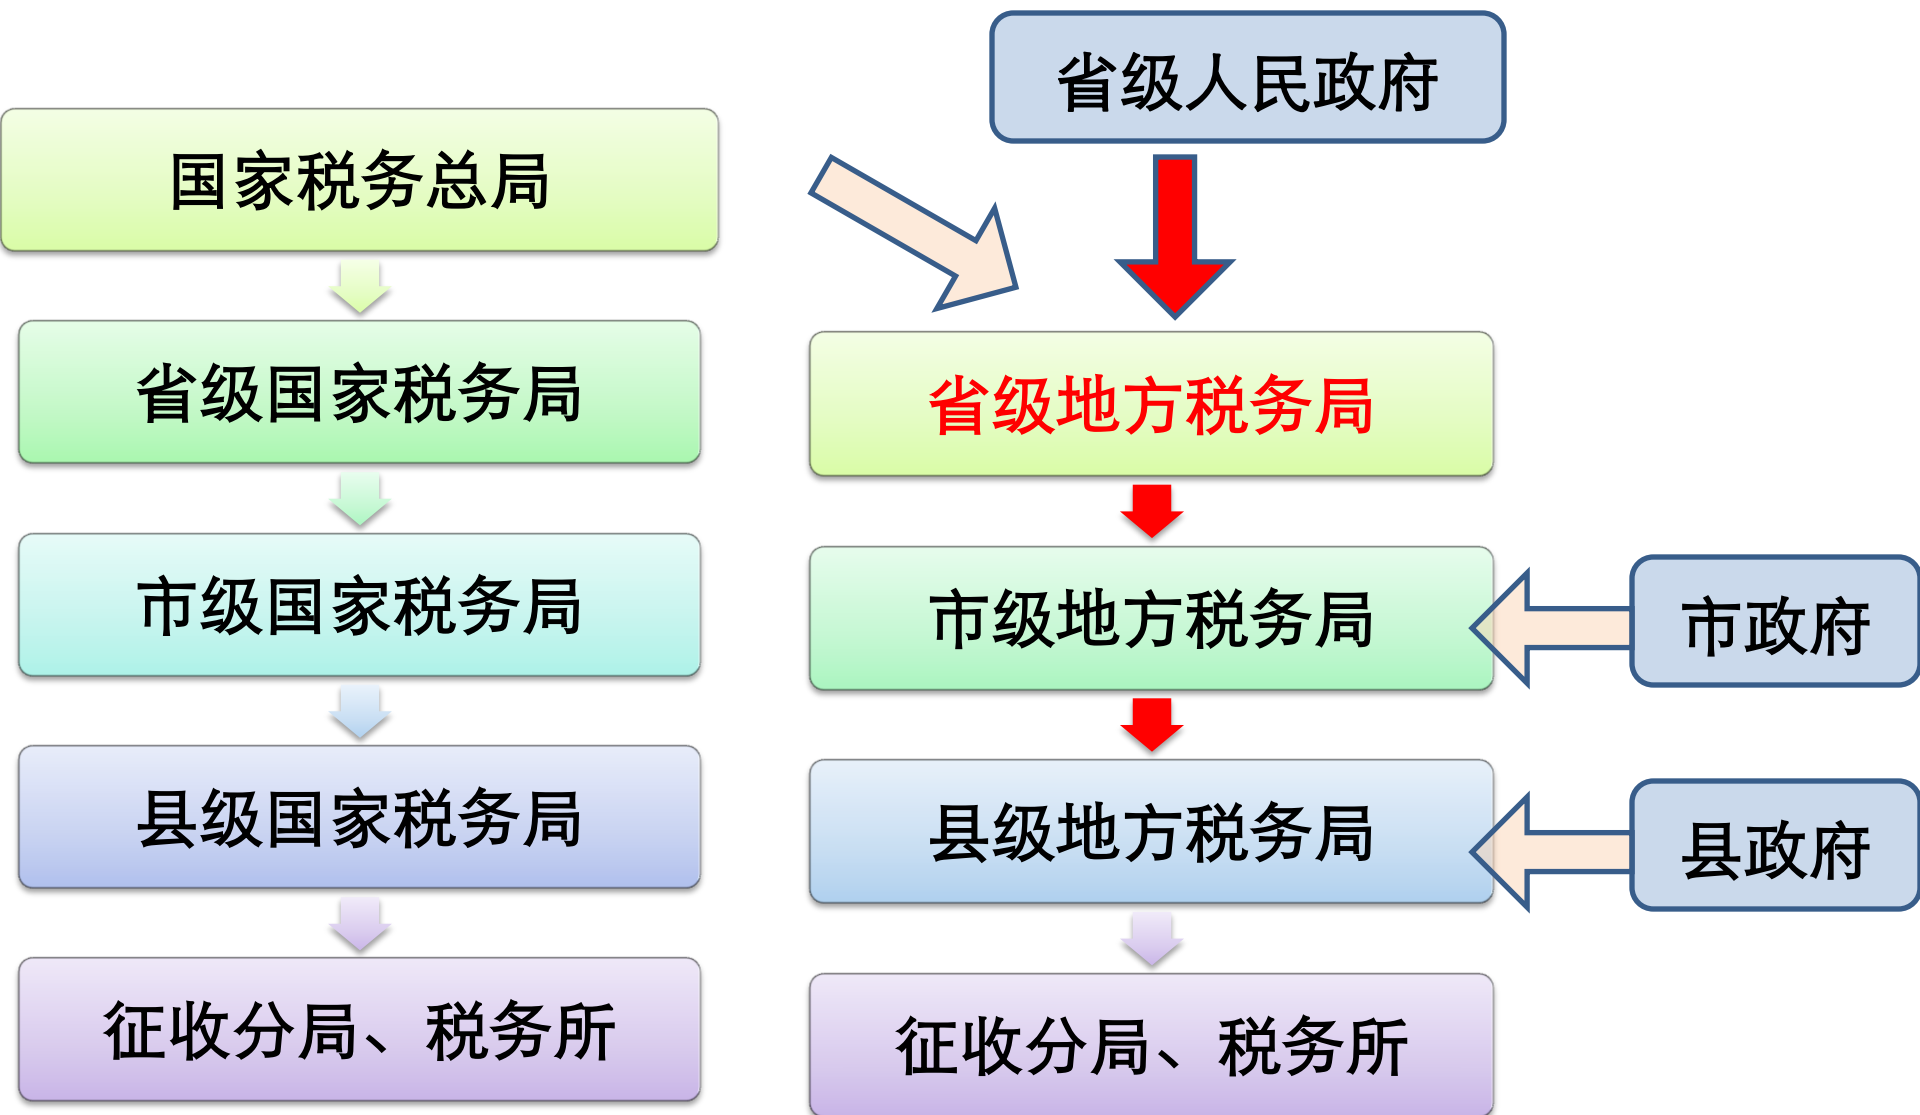 省级人民政府
国家税务总局
省级国家税务局
省级地方税务局
市级国家税务局
市级地方税务局
市政府
县级国家税务局
县级地方税务局
县政府
征收分局、税务所
征收分局、税务所